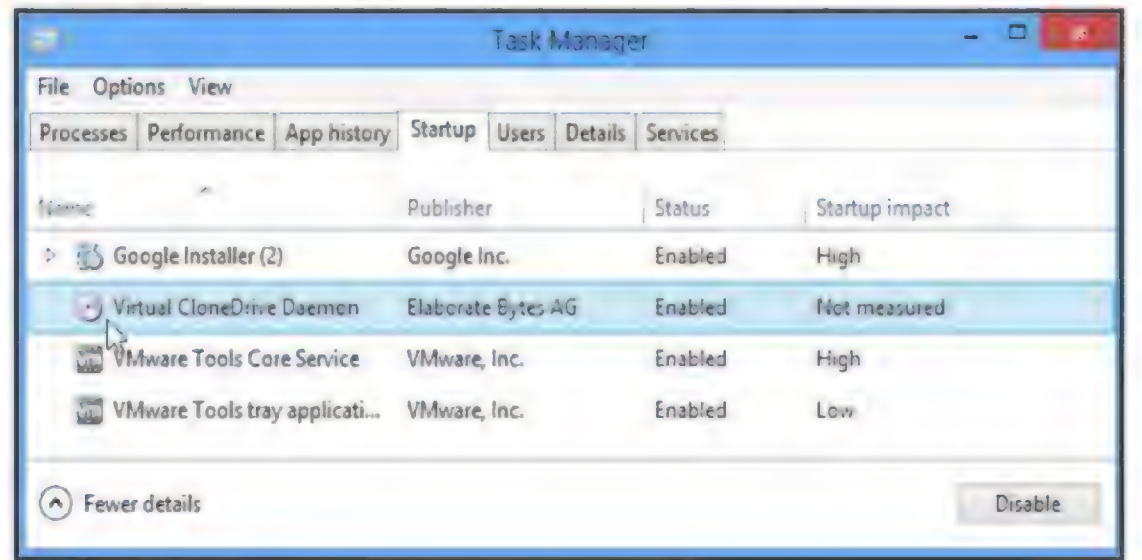 Task Manager
File Options View
Processes Performance App history Startup Users Details Services
Name Publisher Status Startup impact
Google Installer (2) Google Inc. Enabled High
Virtual CloneDrive Daemon Elaborate Bytes AG Enabled Not measured
VMware Tools Core Service VMware, Inc. Enabled High
VMware Tools tray applicati... VMware, Inc. Enabled Low
Fewer details Disable